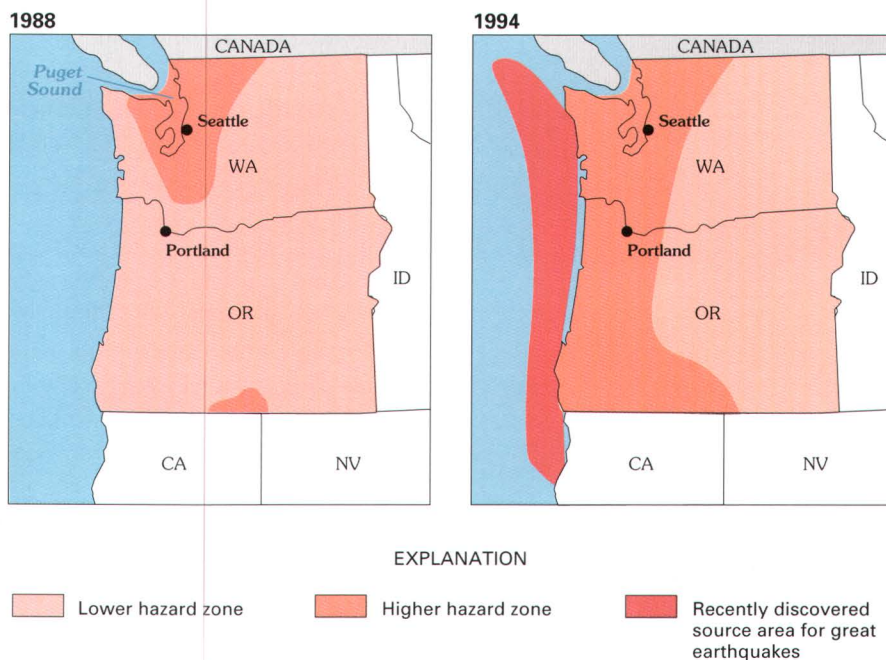 1988
CANADA
Puget
Sound
Seattle
WA
Portland
ID
OR
CA
NV
1994
CANADA
Seattle
WA
Portland
ID
OR
CA
NV
EXPLANATION
Lower hazard zone
Higher hazard zone
Recently discovered
source area for great
earthquakes